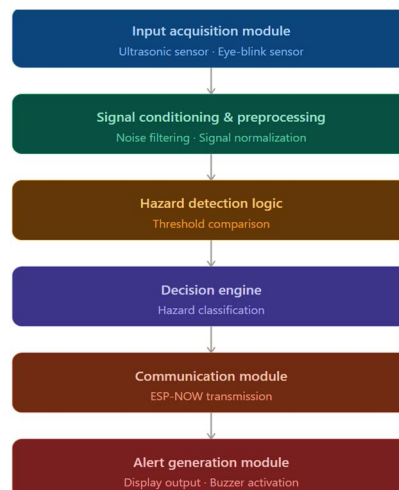 Input acquisition module
Ultrasonic sensor · Eye-blink sensor
Signal conditioning & preprocessing
Noise filtering · Signal normalization
Hazard detection logic
Threshold comparison
Decision engine
Hazard classification
Communication module
ESP-NOW transmission
Alert generation module
Display output · Buzzer activation